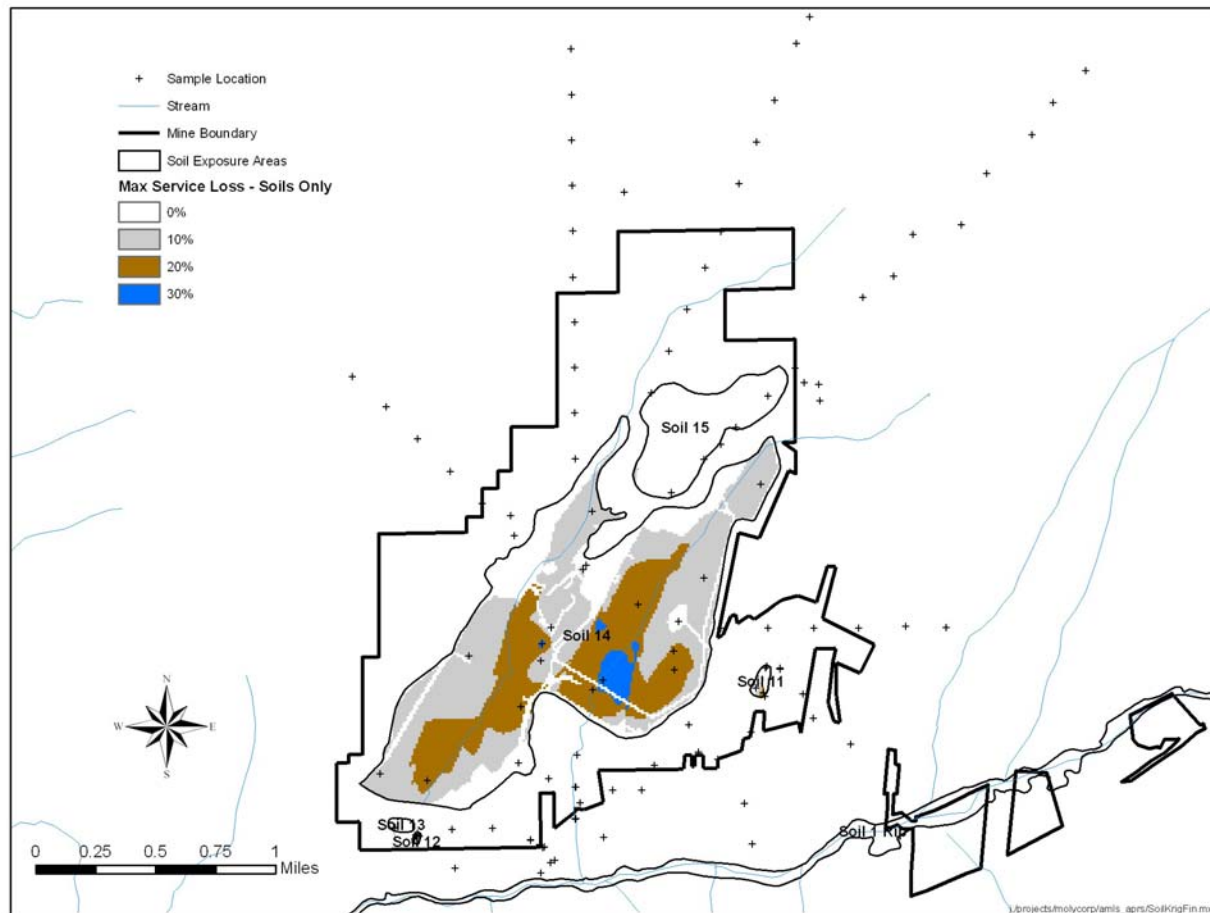 Sample Location
Stream
Mine Boundary
Soil Exposure Areas
Max Service Loss - Soils Only
0%
10%
20%
30%
Soil 15
Soil 14
Soil 11
N
W E
S
Soil 13
Soil 12
Soil 1 Rip
0 0.25 0.5 0.75 1
Miles